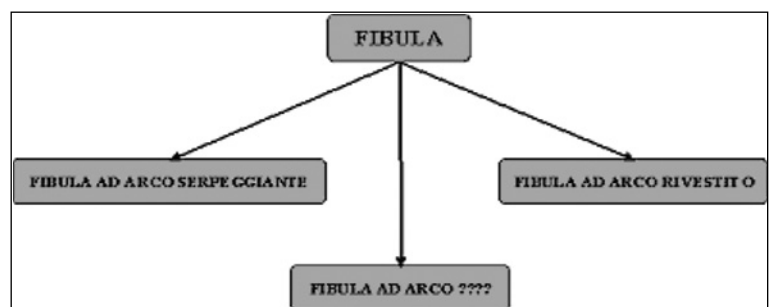 FIBULA
FIBULA AD ARCO SERPEGGIANTE
FIBULA AD ARCO RIVESTITO
FIBULA AD ARCO ????